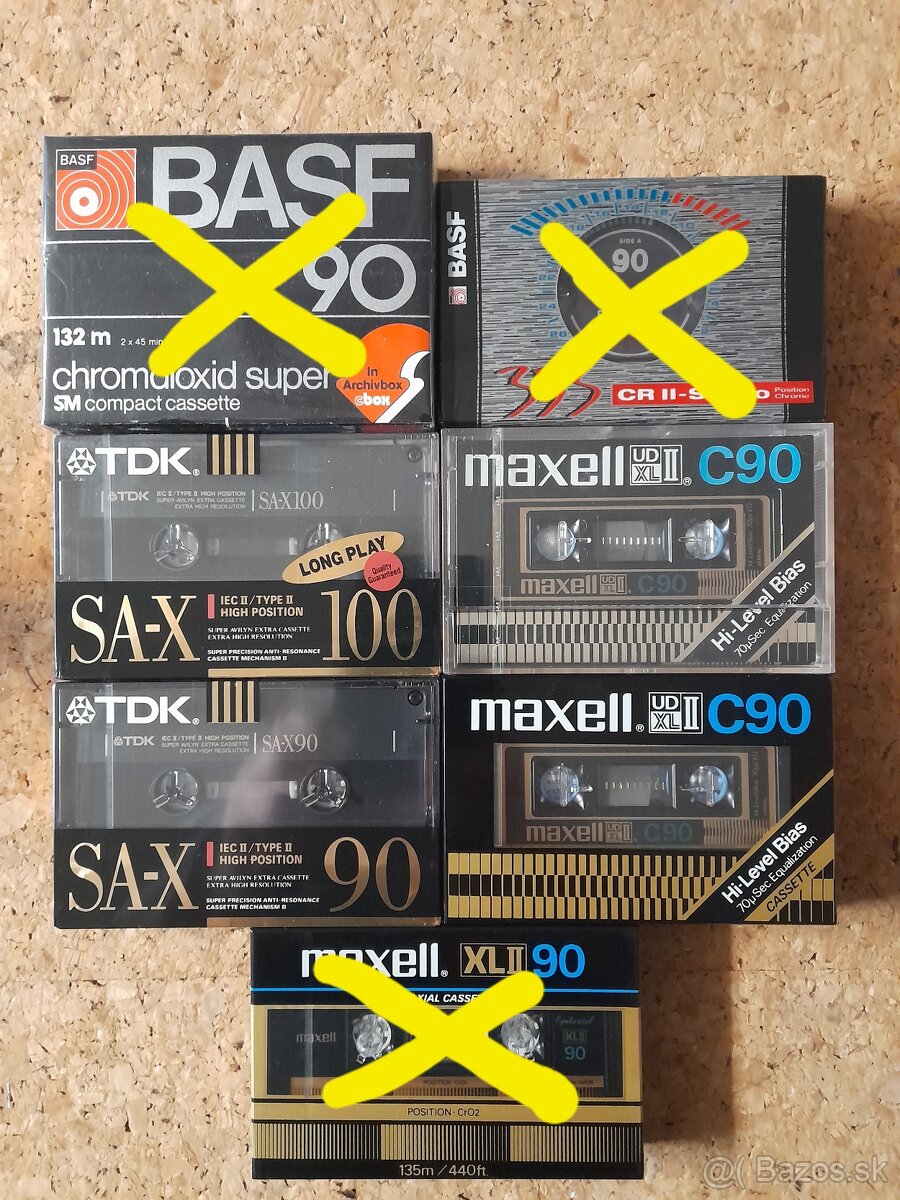 BASF
BASF
90
132 m
2 x 45 min
chromdioxid super
SM compact cassette
In
Archivbox
cbox
BASF
SIDE A
90
CR II-S
Position
Chrome
TDK®
TDK
IEC II/TYPE II HIGH POSITION
SUPER AVILYN EXTRA CASSETTE
EXTRA HIGH RESOLUTION
SA-X100
LONG PLAY
Quality
Guaranteed
SA-X
IEC II/TYPE II
HIGH POSITION
SUPER AVILYN EXTRA CASSETTE
EXTRA HIGH RESOLUTION
SUPER PRECISION ANTI-RESONANCE
CASSETTE MECHANISM II
100
maxell UD XL II® C90
maxell UD XL II C90
Hi-Level Bias
70μSec. Equalization
TDK®
TDK
IEC II/TYPE II HIGH POSITION
SUPER AVILYN EXTRA CASSETTE
EXTRA HIGH RESOLUTION
SA-X90
SA-X
IEC II/TYPE II
HIGH POSITION
SUPER AVILYN EXTRA CASSETTE
EXTRA HIGH RESOLUTION
SUPER PRECISION ANTI-RESONANCE
CASSETTE MECHANISM II
90
maxell® UD XL II C90
maxell UD XL II C90
Hi-Level Bias
70μSec. Equalization
CASSETTE
maxell® XLII 90
maxell
Epitaxial
XLII
90
POSITION-CrO2
135m/440ft.
@( Bazos.sk